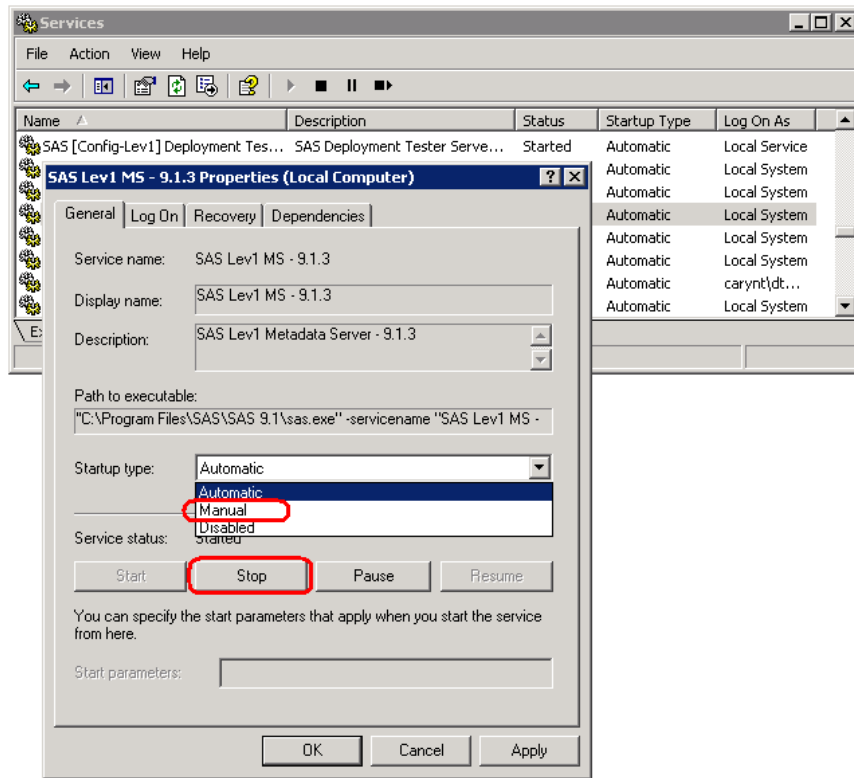 Services
File Action View Help
Name Description Status Startup Type Log On As
SAS [Config-Lev1] Deployment Tes... SAS Deployment Tester Serve... Started Automatic Local Service
Automatic Local System
Automatic Local System
Automatic Local System
Automatic Local System
Automatic Local System
Automatic carynt\dt...
Automatic Local System
SAS Lev1 MS - 9.1.3 Properties (Local Computer)
General Log On Recovery Dependencies
Service name: SAS Lev1 MS - 9.1.3
Display name: SAS Lev1 MS - 9.1.3
Description: SAS Lev1 Metadata Server - 9.1.3
Path to executable:
"C:\Program Files\SAS\SAS 9.1\sas.exe" -servicename "SAS Lev1 MS -
Startup type: Automatic
Automatic
Manual
Disabled
Service status: Started
Start Stop Pause Resume
You can specify the start parameters that apply when you start the service
from here.
Start parameters:
OK Cancel Apply